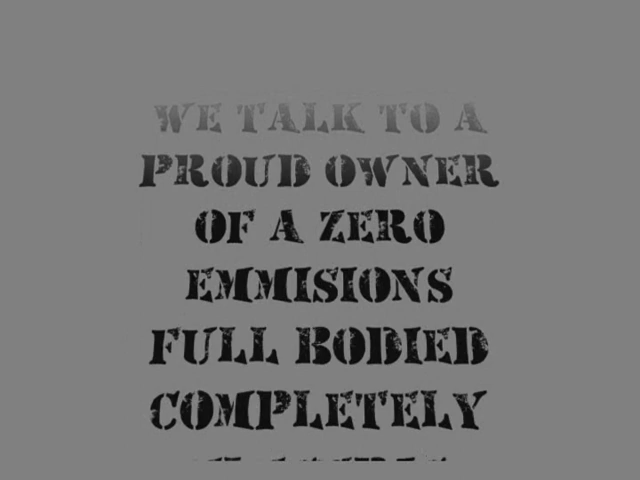 WE TALK TO A
PROUD OWNER
OF A ZERO
EMMISIONS
FULL BODIED
COMPLETELY